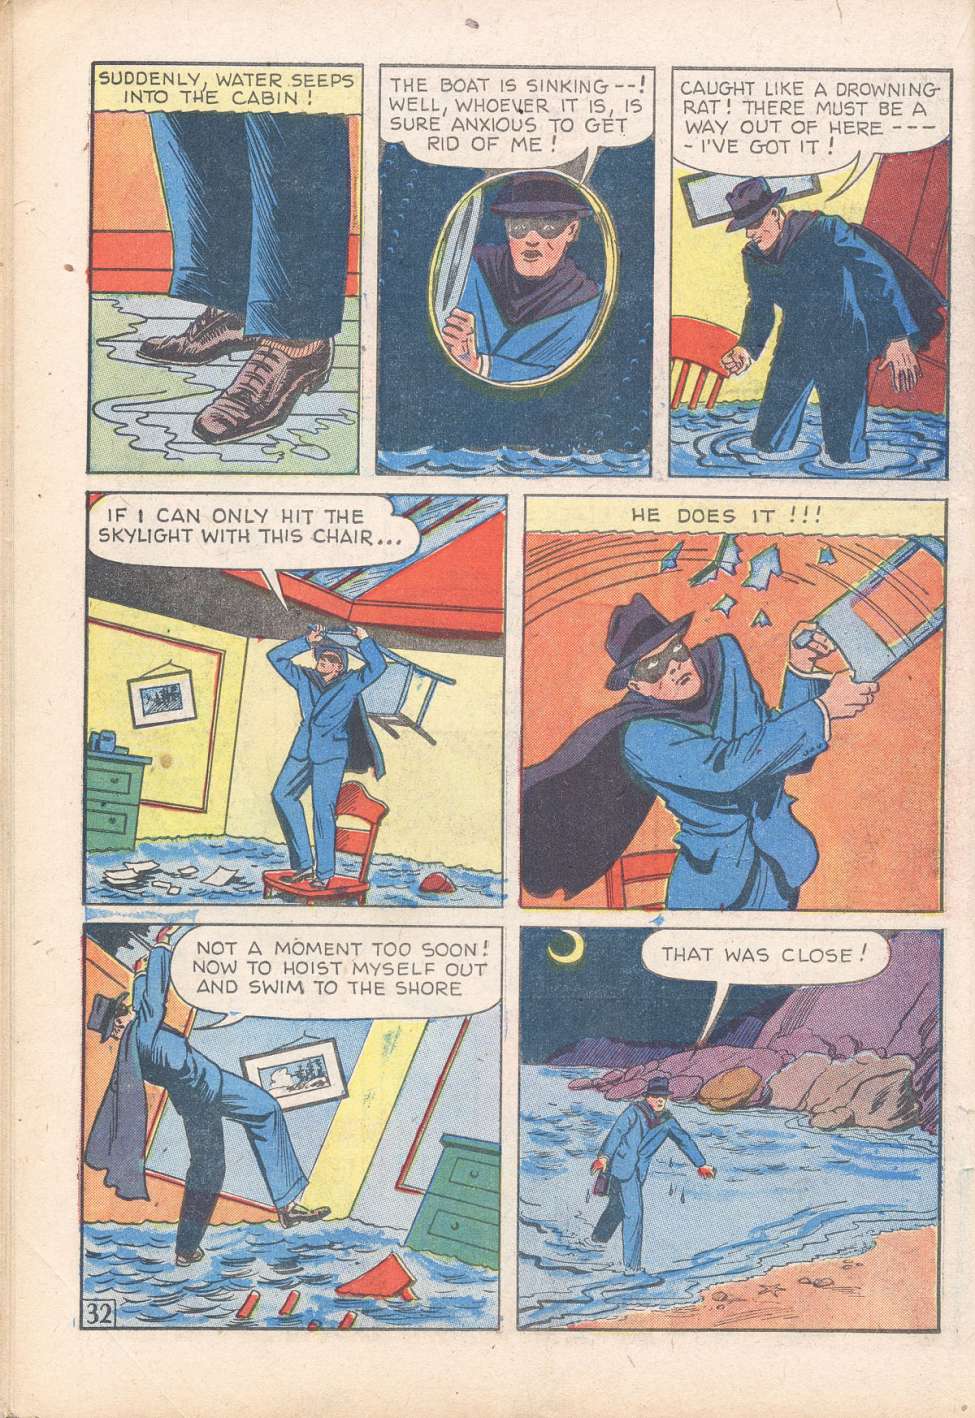 SUDDENLY, WATER SEEPS
INTO THE CABIN!
THE BOAT IS SINKING--!
WELL, WHOEVER IT IS, IS
SURE ANXIOUS TO GET
RID OF ME!
CAUGHT LIKE A DROWNING
RAT! THERE MUST BE A
WAY OUT OF HERE ---
- I'VE GOT IT!
IF I CAN ONLY HIT THE
SKYLIGHT WITH THIS CHAIR...
HE DOES IT!!!
NOT A MOMENT TOO SOON!
NOW TO HOIST MYSELF OUT
AND SWIM TO THE SHORE
THAT WAS CLOSE!
32